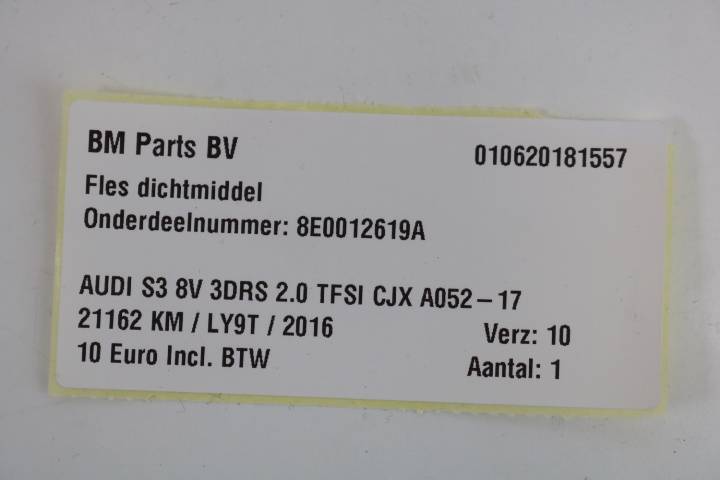 BM Parts BV 010620181557
Fles dichtmiddel
Onderdeelnummer: 8E0012619A
AUDI S3 8V 3DRS 2.0 TFSI CJX A052-17
21162 KM / LY9T / 2016 Verz: 10
10 Euro Incl. BTW Aantal: 1